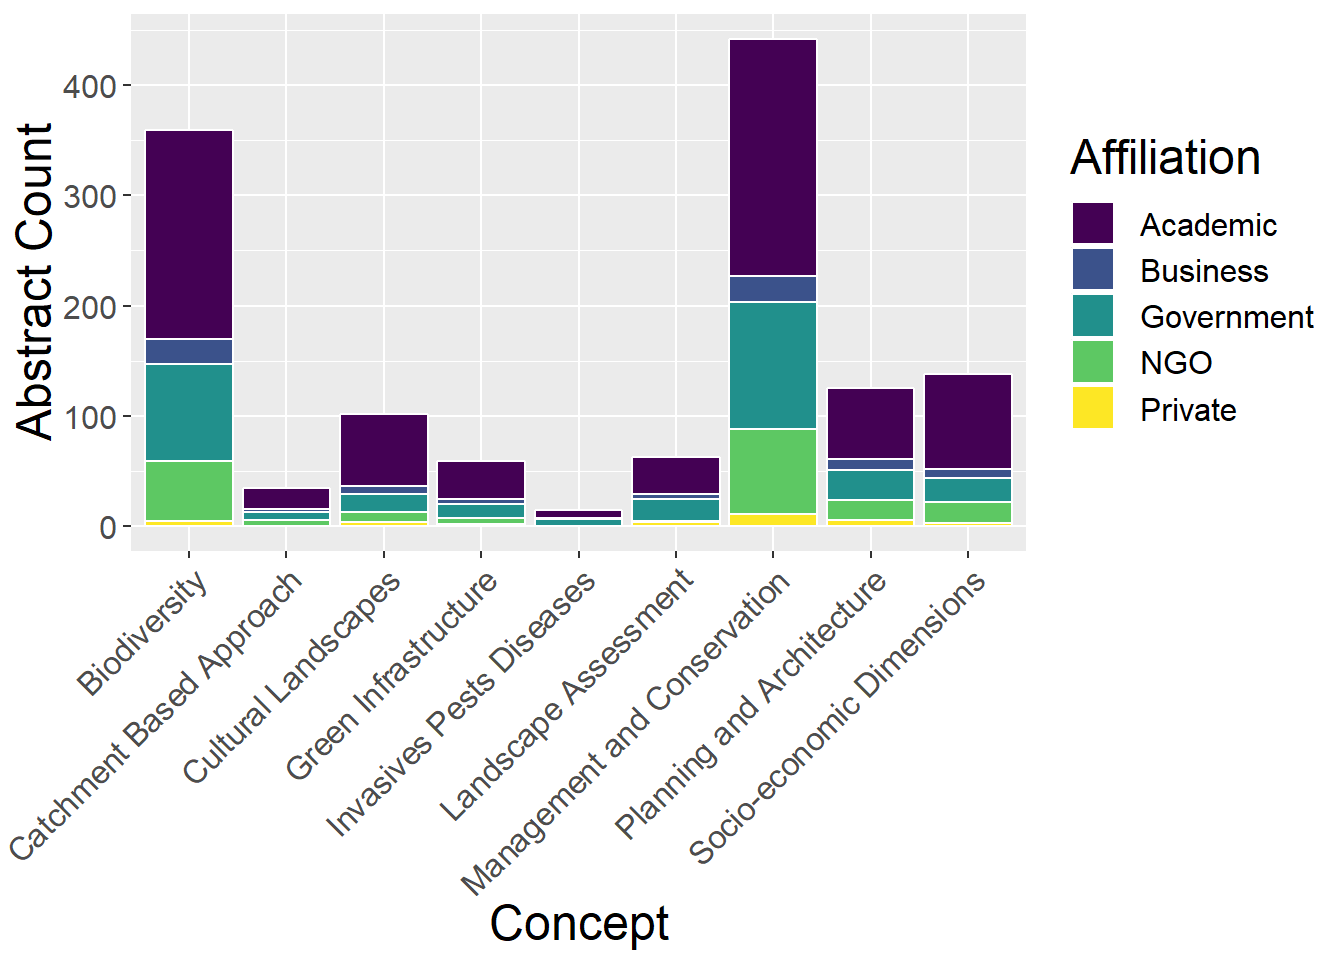 Abstract Count
400
300
200
100
0
Biodiversity
Catchment Based Approach
Cultural Landscapes
Green Infrastructure
Invasives Pests Diseases
Landscape Assessment
Management and Conservation
Planning and Architecture
Socio-economic Dimensions
Concept
Affiliation
Academic
Business
Government
NGO
Private